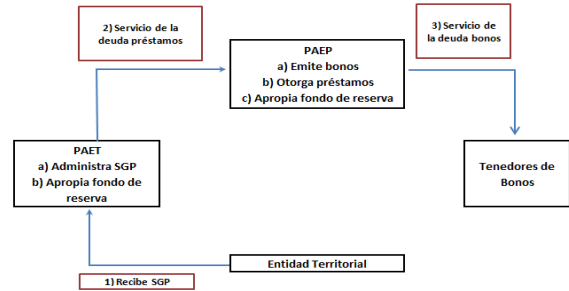 2) Servicio de la
deuda préstamos
3) Servicio de
la deuda bonos
PAEP
a) Emite bonos
b) Otorga préstamos
c) Apropia fondo de reserva
PAET
a) Administra SGP
b) Apropia fondo de
reserva
Tenedores de
Bonos
Entidad Territorial
1) Recibe SGP